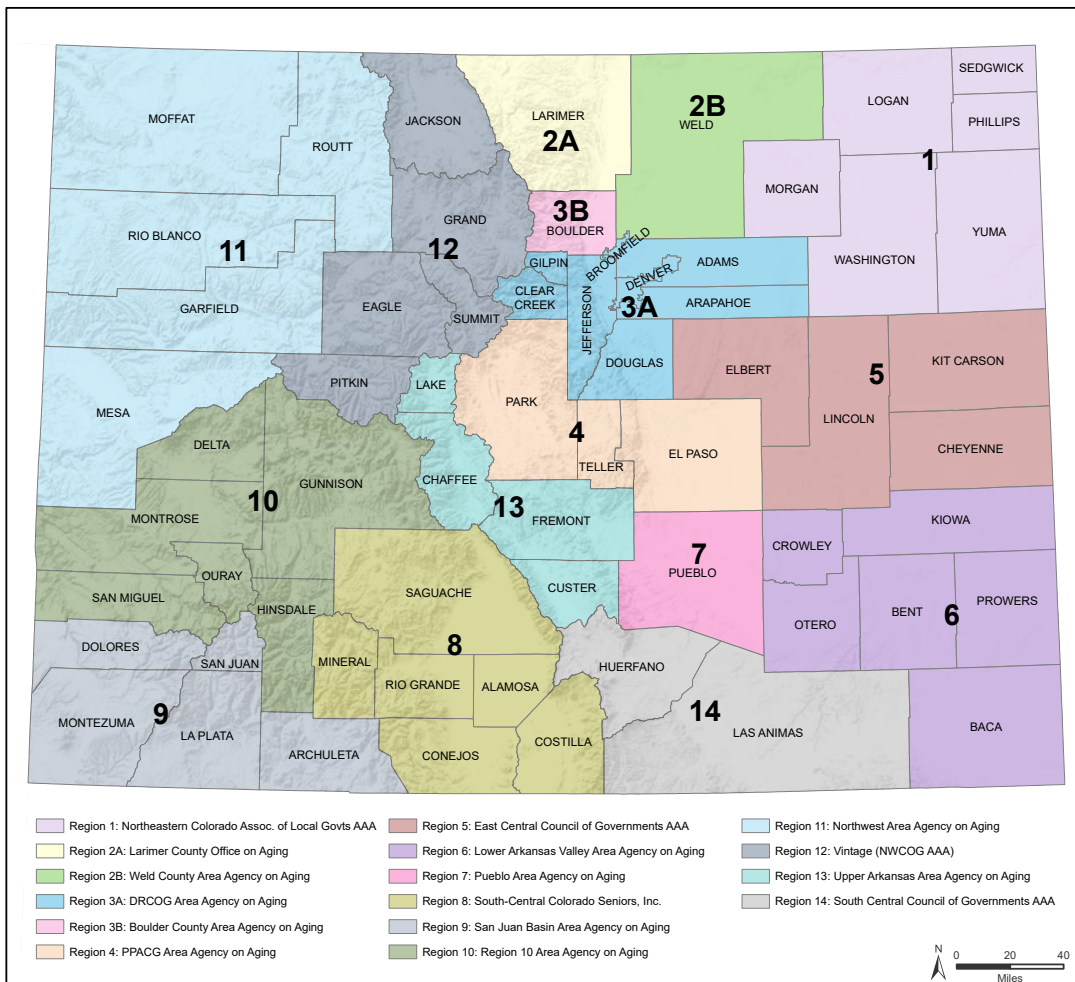 SEDGWICK
LOGAN
2B
LARIMER
JACKSON
MOFFAT
PHILLIPS
WELD
2A
ROUTT
1
MORGAN
3B
GRAND
BOULDER
YUMA
RIO BLANCO
11
12
BROOMFIELD
WASHINGTON
GILPIN
ADAMS
DENVER
CLEAR
CREEK
3A
ARAPAHOE
GARFIELD
EAGLE
SUMMIT
JEFFERSON
DOUGLAS
KIT CARSON
ELBERT
5
PITKIN
LAKE
PARK
MESA
LINCOLN
4
DELTA
CHEYENNE
TELLER
EL PASO
GUNNISON
CHAFFEE
10
13
MONTROSE
FREMONT
KIOWA
CROWLEY
7
PUEBLO
OURAY
CUSTER
SAGUACHE
SAN MIGUEL
HINSDALE
BENT
6
PROWERS
OTERO
DOLORES
8
SAN JUAN
MINERAL
HUERFANO
RIO GRANDE
ALAMOSA
9
MONTEZUMA
14
LA PLATA
BACA
LAS ANIMAS
COSTILLA
ARCHULETA
CONEJOS
Region 1: Northeastern Colorado Assoc. of Local Govts AAA
Region 2A: Larimer County Office on Aging
Region 2B: Weld County Area Agency on Aging
Region 3A: DRCOG Area Agency on Aging
Region 3B: Boulder County Area Agency on Aging
Region 4: PPACG Area Agency on Aging
Region 5: East Central Council of Governments AAA
Region 6: Lower Arkansas Valley Area Agency on Aging
Region 7: Pueblo Area Agency on Aging
Region 8: South-Central Colorado Seniors, Inc.
Region 9: San Juan Basin Area Agency on Aging
Region 10: Region 10 Area Agency on Aging
Region 11: Northwest Area Agency on Aging
Region 12: Vintage (NWCOG AAA)
Region 13: Upper Arkansas Area Agency on Aging
Region 14: South Central Council of Governments AAA
N
0 20 40
Miles